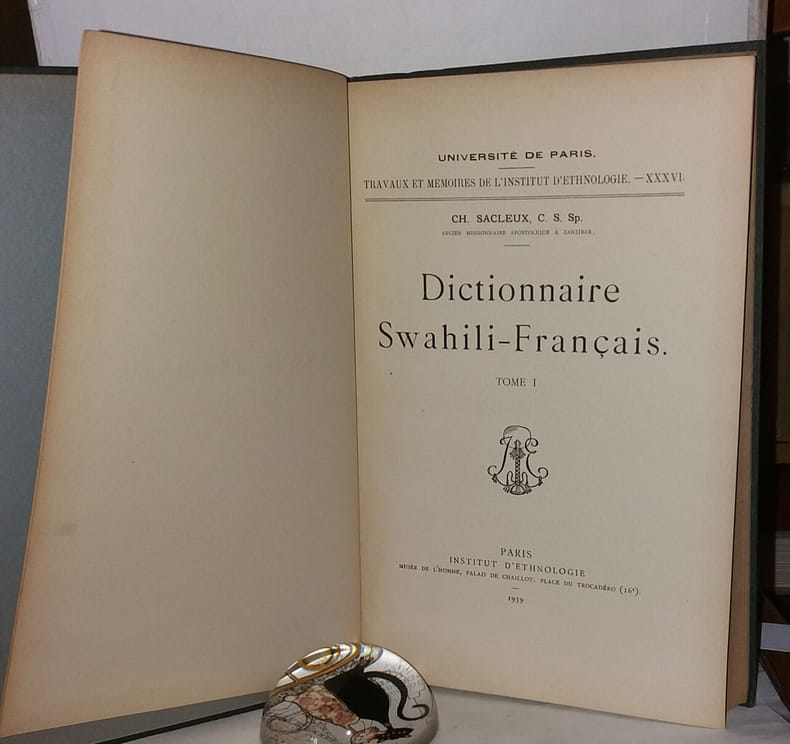 UNIVERSITÉ DE PARIS.
TRAVAUX ET MEMOIRES DE L'INSTITUT D'ETHNOLOGIE. — XXXVI.
CH. SACLEUX, C. S. Sp.
ANCIEN MISSIONNAIRE APOSTOLIQUE À ZANZIBAR.
Dictionnaire
Swahili-Français.
TOME I
PARIS
INSTITUT D'ETHNOLOGIE
MUSÉE DE L'HOMME, PALAIS DE CHAILLOT, PLACE DU TROCADÉRO (16e).
1939